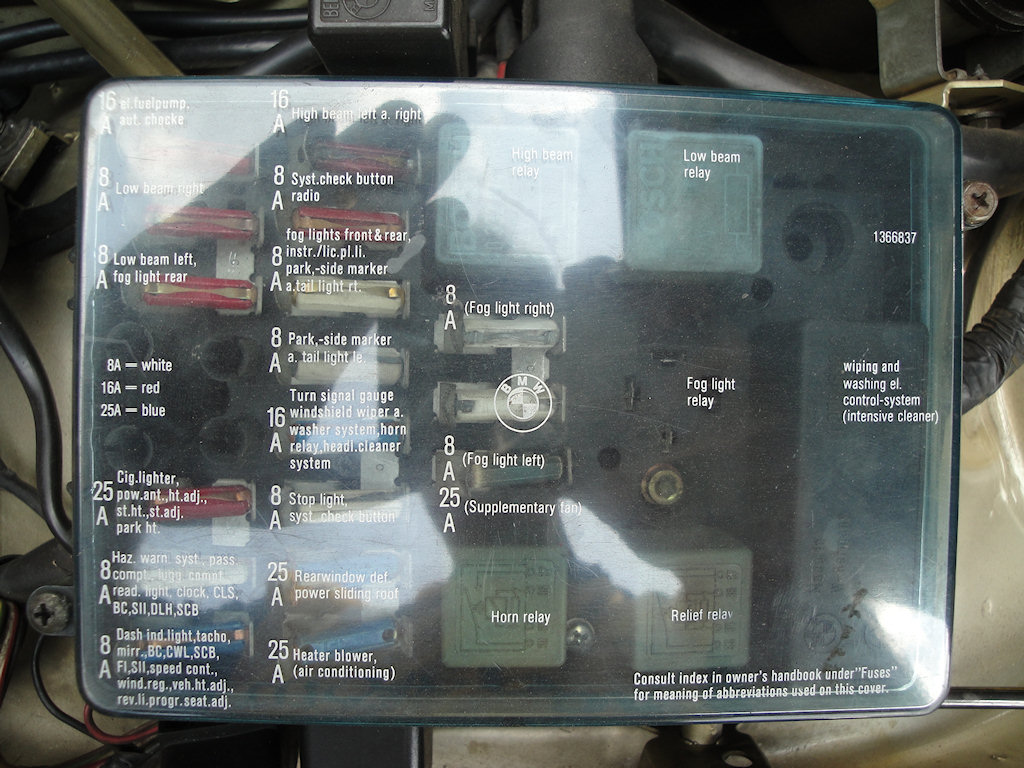 16 A el.fuelpump.
aut. chocke
8 A Low beam right
8 A Low beam left,
fog light rear
8A — white
16A — red
25A — blue
25 A Cig.lighter,
pow.ant.,ht.adj.,
st.ht.,st.adj.
park ht.
8 A Haz. warn. syst., pass.
compt., lugg. compt.
read. light, clock, CLS,
BC,SII,DLH,SCB
8 A Dash ind.light,tacho,
mirr.,BC,CWL,SCB,
FI,SII,speed cont.,
wind.reg.,veh.ht.adj.,
rev.li.progr.seat.adj.
16 A High beam left a. right
8 A Syst.check button
radio
8 A fog lights front & rear,
instr./lic.pl.li.
park,-side marker
a.tail light rt.
8 A Park,-side marker
a. tail light le.
16 A Turn signal gauge
windshield wiper a.
washer system,horn
relay,headl.cleaner
system
8 A Stop light,
syst. check button
25 A Rearwindow def.
power sliding roof
25 A Heater blower,
(air conditioning)
High beam
relay
Low beam
relay
1366837
8 A (Fog light right)
BMW
8 A (Fog light left)
25 A (Supplementary fan)
Fog light
relay
wiping and
washing el.
control-system
(intensive cleaner)
Horn relay
Relief relay
Consult index in owner's handbook under"Fuses"
for meaning of abbreviations used on this cover.